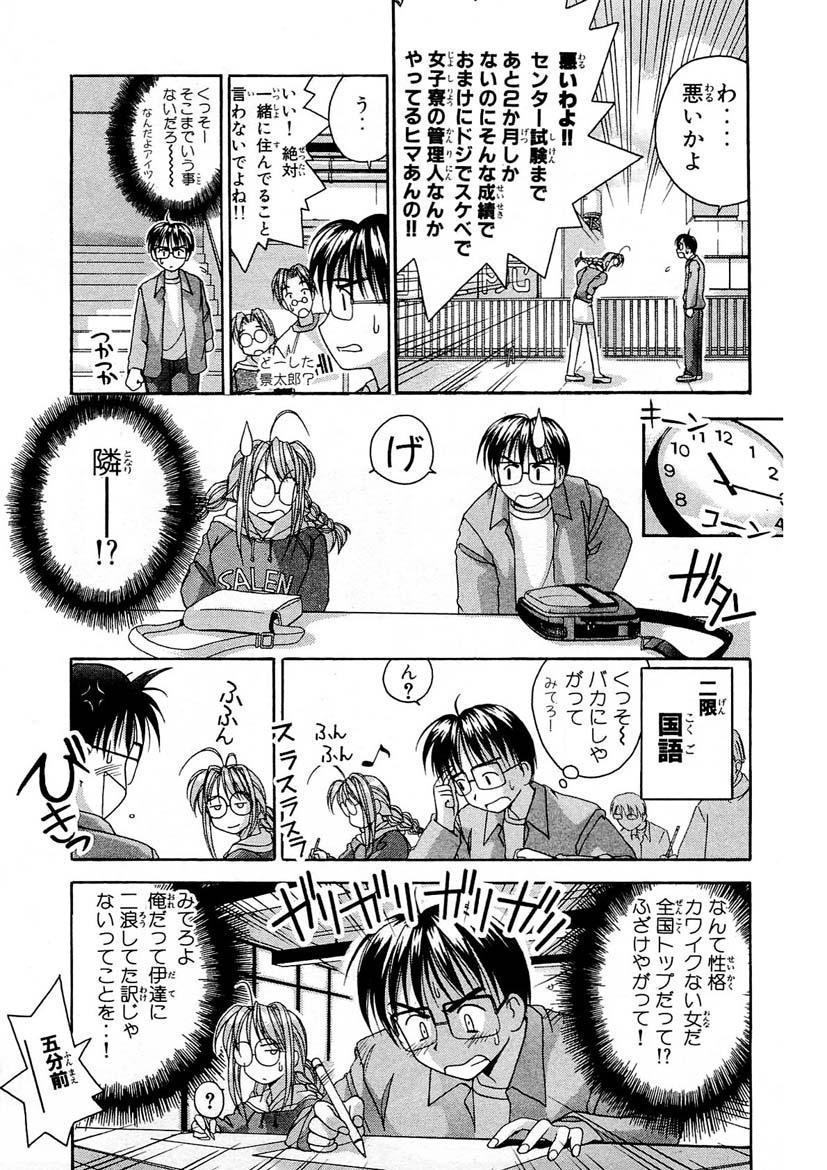 わ‥‥
悪いかよ
悪いわよ!!
センター試験まで
あと2か月しか
ないのにそんな成績で
おまけにドジでスケベで
女子寮の管理人なんか
やってるヒマあんの!!
う‥
いい!絶対
一緒に住んでること
言わないでよね!!
どーした
景太郎?
くっそー
そこまでいう事
ないだろ〜〜〜
なんだよアイツ
つかつか
キーン
コーン
12
1
2
3
4
8
9
10
11
ガタン
げ
SALEN
隣——!?
二限
国語
くっそ〜
バカにしや
がって
みてろー
ん?
ふん
ふん♪
スラスラスラ
ふふん
びきっ
なんて性格
カワイクない女だ
全国トップだって!?
ふざけやがって!
ガリガリガリガリ
みてろよ
俺だって伊達に
二浪してた訳じゃ
ないってことを‥!
?
——五分前